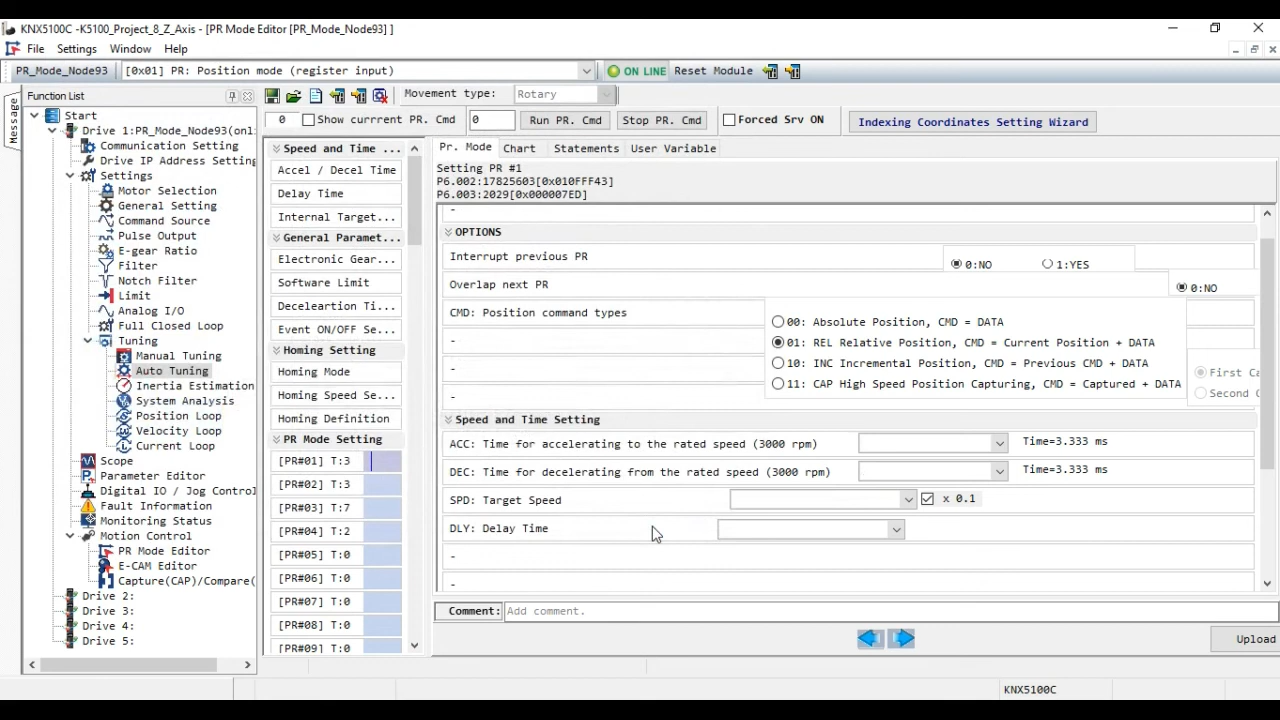 KNX5100C -K5100_Project_8_Z_Axis - [PR Mode Editor [PR_Mode_Node93] ]
File Settings Window Help
PR_Mode_Node93 [0x01] PR: Position mode (register input) ON LINE Reset Module
Message
Function List
Start
Drive 1:PR_Mode_Node93(onl:
Communication Setting
Drive IP Address Setting
Settings
Motor Selection
General Setting
Command Source
Pulse Output
E-gear Ratio
Filter
Notch Filter
Limit
Analog I/O
Full Closed Loop
Tuning
Manual Tuning
Auto Tuning
Inertia Estimation
System Analysis
Position Loop
Velocity Loop
Current Loop
Scope
Parameter Editor
Digital IO / Jog Control
Fault Information
Monitoring Status
Motion Control
PR Mode Editor
E-CAM Editor
Capture(CAP)/Compare(
Drive 2:
Drive 3:
Drive 4:
Drive 5:
Movement type: Rotary
0 Show currrent PR. Cmd 0 Run PR. Cmd Stop PR. Cmd Forced Srv ON Indexing Coordinates Setting Wizard
Speed and Time ...
Accel / Decel Time
Delay Time
Internal Target...
General Paramet...
Electronic Gear...
Software Limit
Deceleartion Ti...
Event ON/OFF Se...
Homing Setting
Homing Mode
Homing Speed Se...
Homing Definition
PR Mode Setting
[PR#01] T:3
[PR#02] T:3
[PR#03] T:7
[PR#04] T:2
[PR#05] T:0
[PR#06] T:0
[PR#07] T:0
[PR#08] T:0
[PR#09] T:0
Pr. Mode Chart Statements User Variable
Setting PR #1
P6.002:17825603[0x010FFF43]
P6.003:2029[0x000007ED]
-
OPTIONS
Interrupt previous PR 0:NO 1:YES
Overlap next PR 0:NO
CMD: Position command types
00: Absolute Position, CMD = DATA
- 01: REL Relative Position, CMD = Current Position + DATA
- 10: INC Incremental Position, CMD = Previous CMD + DATA First Ca
- 11: CAP High Speed Position Capturing, CMD = Captured + DATA Second C
Speed and Time Setting
ACC: Time for accelerating to the rated speed (3000 rpm) Time=3.333 ms
DEC: Time for decelerating from the rated speed (3000 rpm) Time=3.333 ms
SPD: Target Speed x 0.1
DLY: Delay Time
-
-
Comment: Add comment.
Upload
KNX5100C